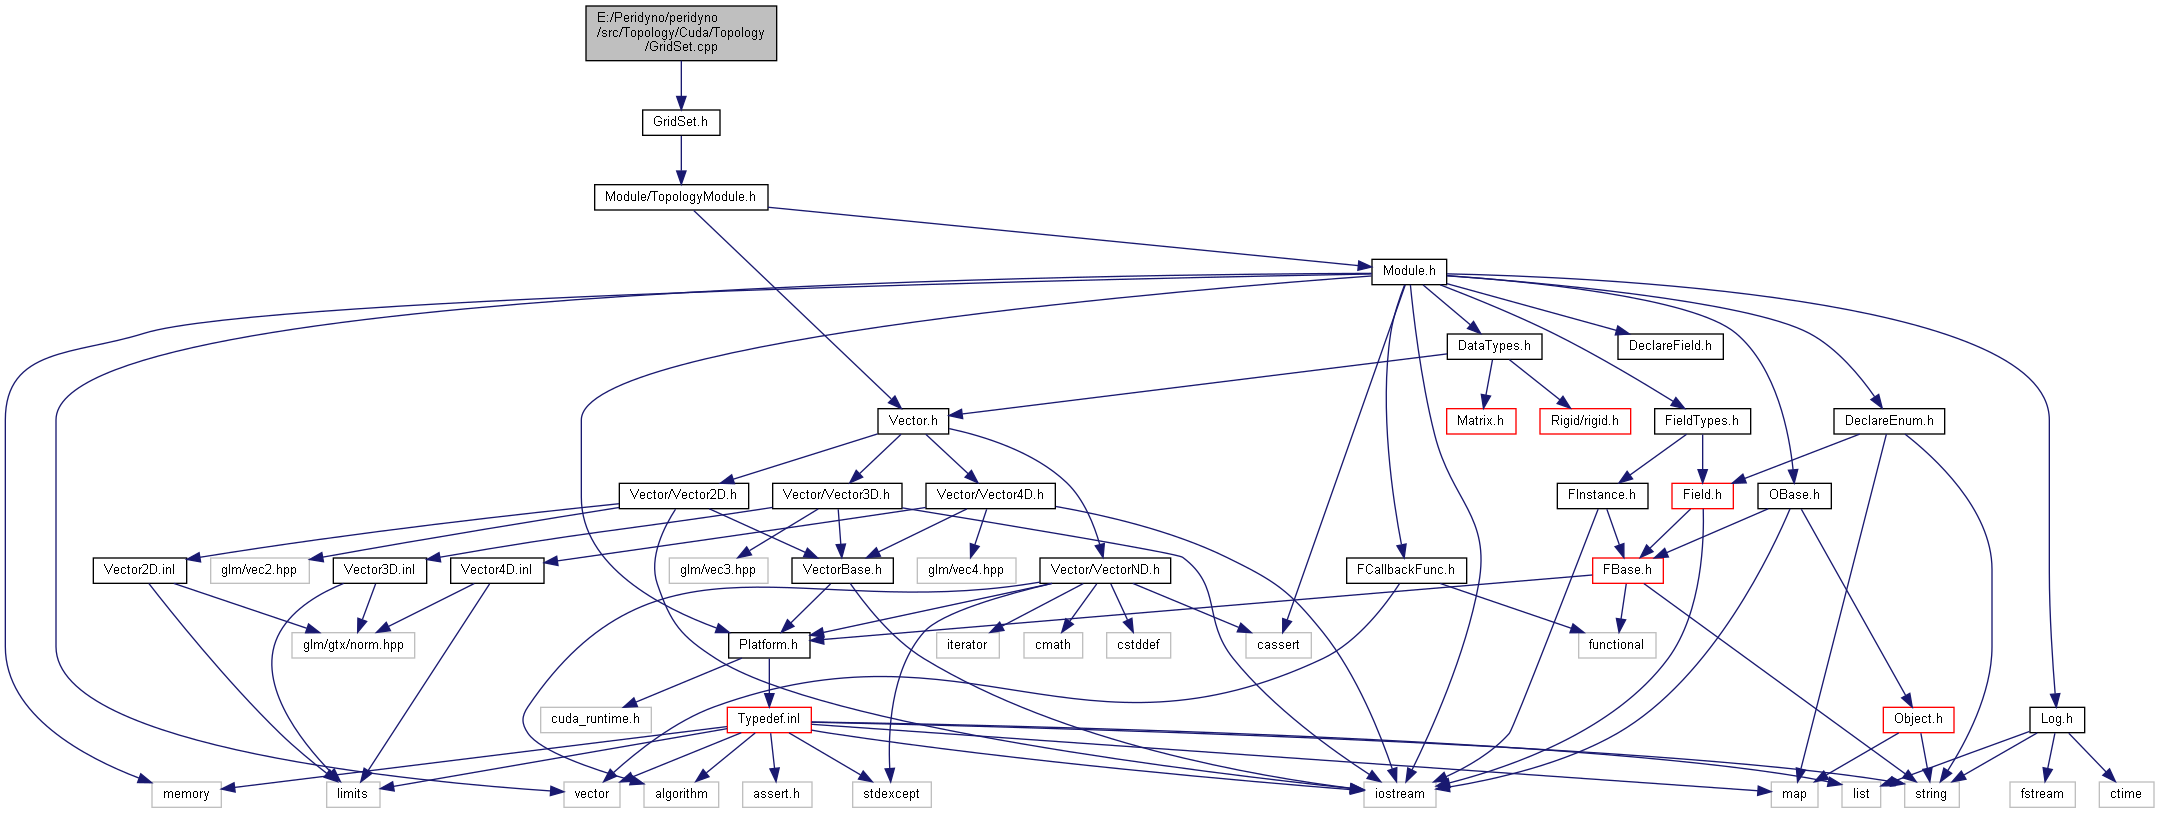 E:/Peridyno/peridyno
/src/Topology/Cuda/Topology
/GridSet.cpp
GridSet.h
Module/TopologyModule.h
Module.h
DataTypes.h
DeclareField.h
Vector.h
Matrix.h
Rigid/rigid.h
FieldTypes.h
DeclareEnum.h
Vector/Vector2D.h
Vector/Vector3D.h
Vector/Vector4D.h
FInstance.h
Field.h
OBase.h
Vector2D.inl
glm/vec2.hpp
Vector3D.inl
Vector4D.inl
glm/vec3.hpp
VectorBase.h
glm/vec4.hpp
Vector/VectorND.h
FCallbackFunc.h
FBase.h
glm/gtx/norm.hpp
Platform.h
iterator
cmath
cstddef
cassert
functional
cuda_runtime.h
Typedef.inl
Object.h
Log.h
memory
limits
vector
algorithm
assert.h
stdexcept
iostream
map
list
string
fstream
ctime